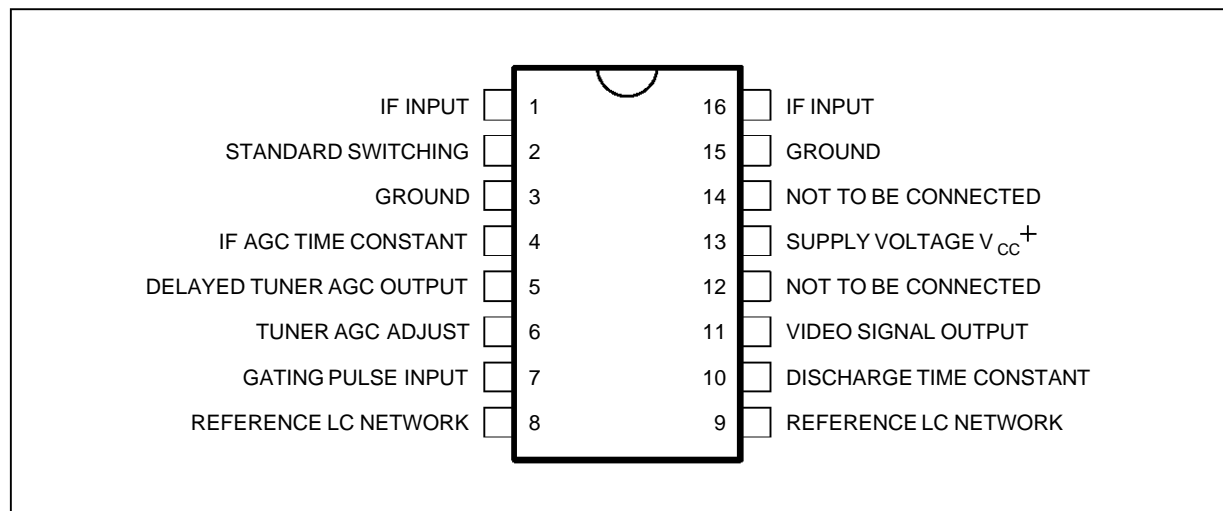 IF INPUT 1 16 IF INPUT
STANDARD SWITCHING 2 15 GROUND
GROUND 3 14 NOT TO BE CONNECTED
IF AGC TIME CONSTANT 4 13 SUPPLY VOLTAGE V CC +
DELAYED TUNER AGC OUTPUT 5 12 NOT TO BE CONNECTED
TUNER AGC ADJUST 6 11 VIDEO SIGNAL OUTPUT
GATING PULSE INPUT 7 10 DISCHARGE TIME CONSTANT
REFERENCE LC NETWORK 8 9 REFERENCE LC NETWORK